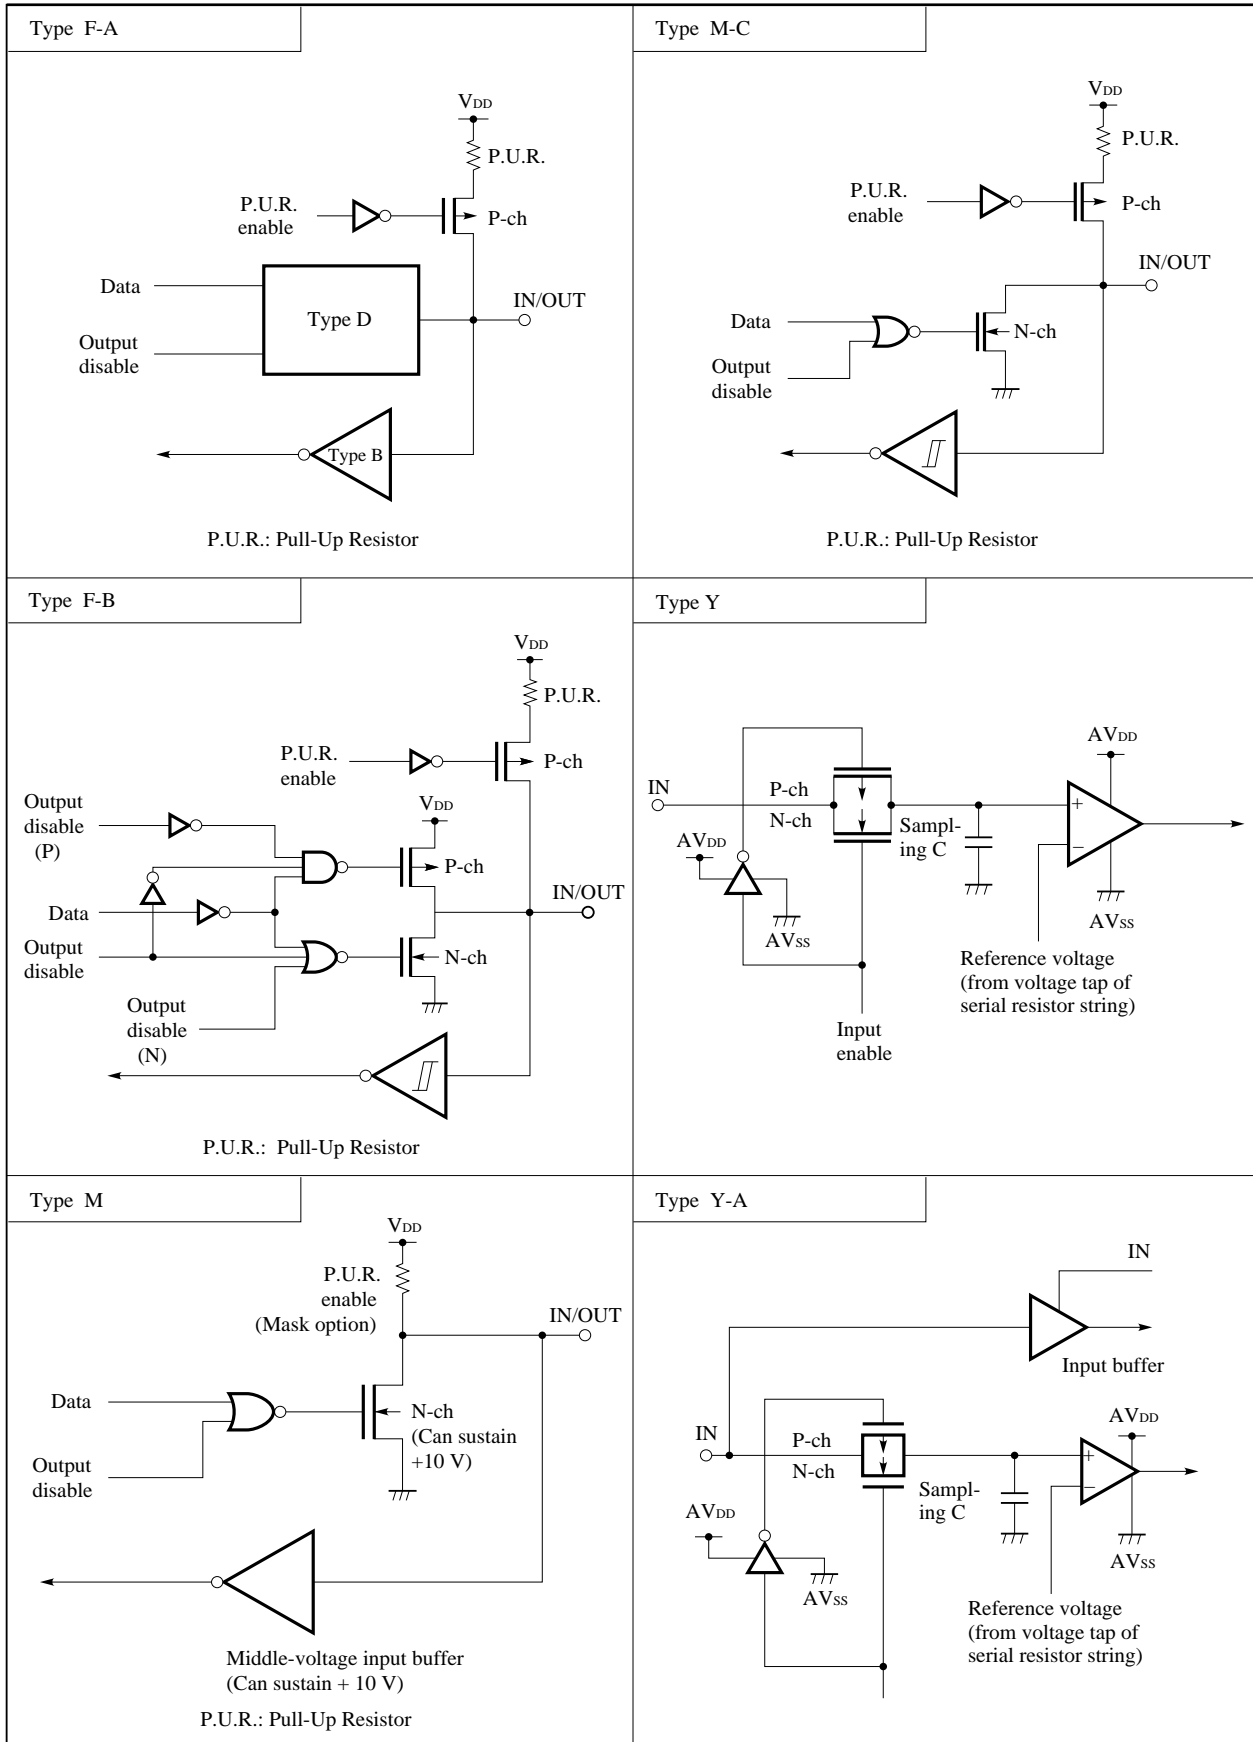 Type F-A
VDD
P.U.R.
P.U.R.
enable
P-ch
Data
Type D
IN/OUT
Output
disable
Type B
P.U.R.: Pull-Up Resistor
Type M-C
VDD
P.U.R.
P.U.R.
enable
P-ch
IN/OUT
Data
N-ch
Output
disable
P.U.R.: Pull-Up Resistor
Type F-B
VDD
P.U.R.
P.U.R.
enable
P-ch
Output
disable
(P)
VDD
P-ch
IN/OUT
Data
Output
disable
N-ch
Output
disable
(N)
P.U.R.: Pull-Up Resistor
Type Y
AVDD
IN
P-ch
N-ch
+
−
Sampl-
ing C
AVDD
AVSS
AVSS
Reference voltage
(from voltage tap of
serial resistor string)
Input
enable
Type M
VDD
P.U.R.
enable
(Mask option)
IN/OUT
Data
N-ch
(Can sustain
+10 V)
Output
disable
Middle-voltage input buffer
(Can sustain + 10 V)
P.U.R.: Pull-Up Resistor
Type Y-A
IN
Input buffer
AVDD
IN
P-ch
N-ch
+
−
Sampl-
ing C
AVDD
AVSS
AVSS
Reference voltage
(from voltage tap of
serial resistor string)